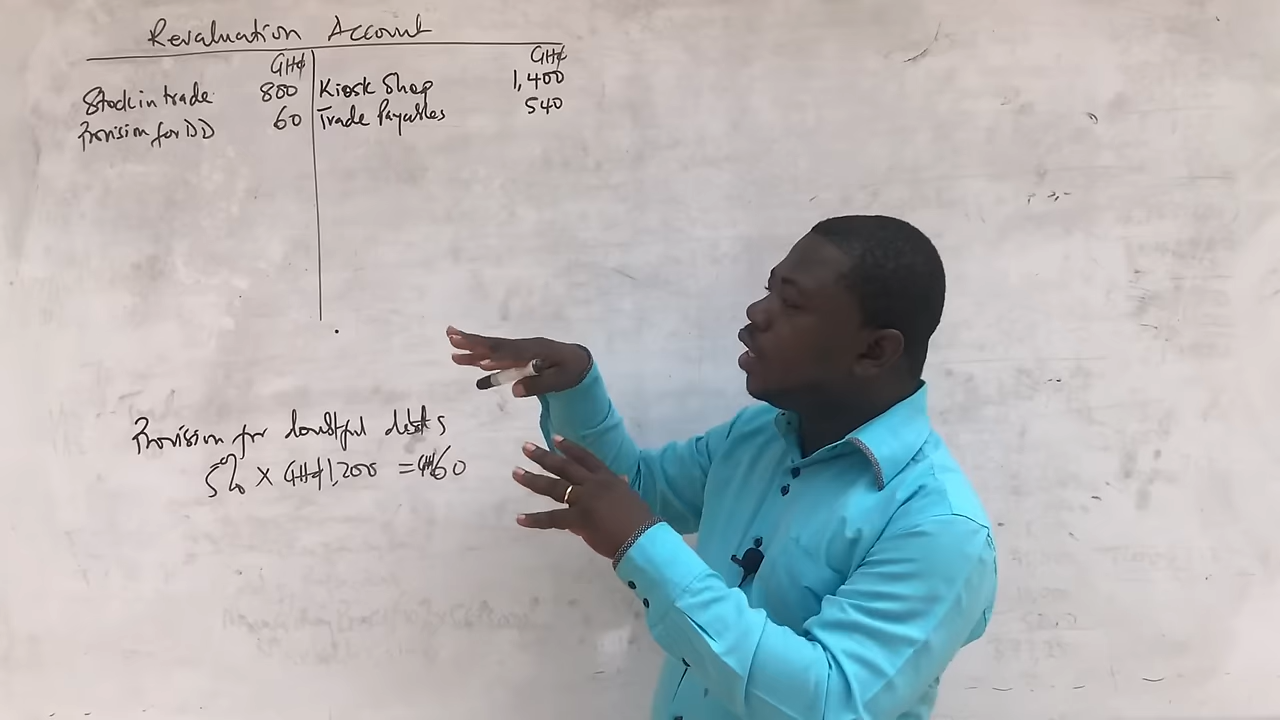 Revaluation Account
GH¢ GH¢
Stock in trade 800 Kiosk Shop 1,400
Provision for DD 60 Trade Payables 540
Provision for doubtful debts
5% × GH¢1,200 = GH¢60